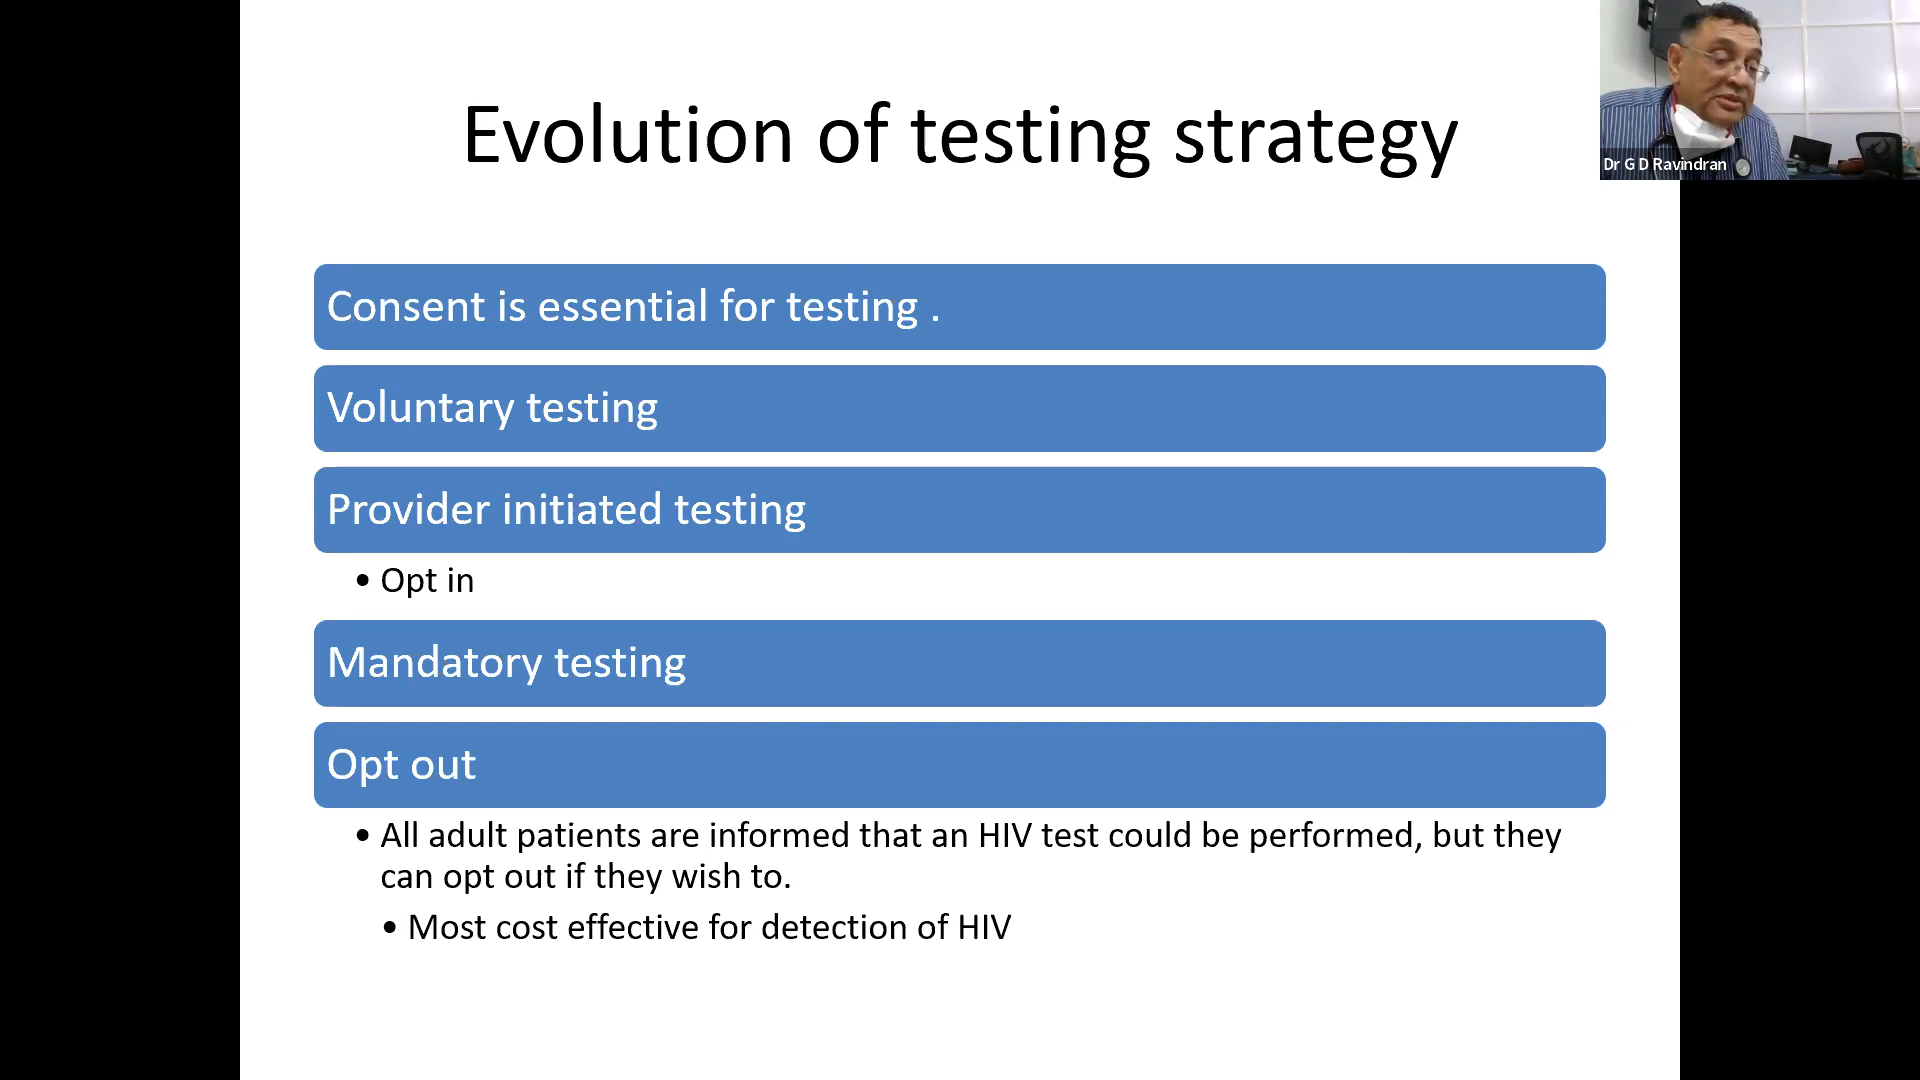 Evolution of testing strategy
Dr G D Ravindran
Consent is essential for testing .
Voluntary testing
Provider initiated testing
• Opt in
Mandatory testing
Opt out
• All adult patients are informed that an HIV test could be performed, but they
can opt out if they wish to.
• Most cost effective for detection of HIV